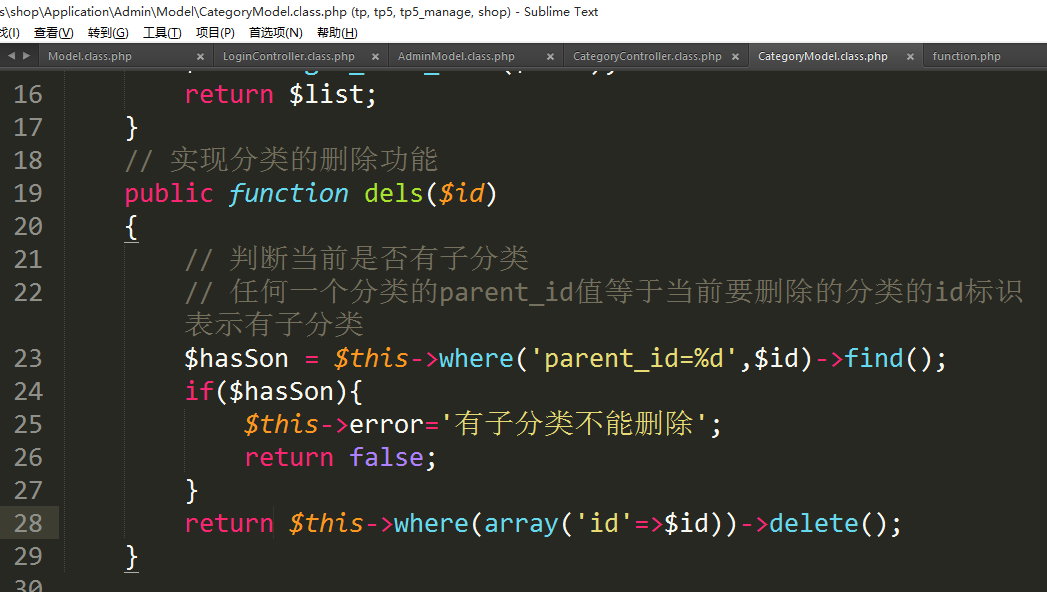 s\shop\Application\Admin\Model\CategoryModel.class.php (tp, tp5, tp5_manage, shop) - Sublime Text
找(I) 查看(V) 转到(G) 工具(T) 项目(P) 首选项(N) 帮助(H)
Model.class.php LoginController.class.php AdminModel.class.php CategoryController.class.php CategoryModel.class.php function.php
16 return $list;
17 }
18 // 实现分类的删除功能
19 public function dels($id)
20 {
21 // 判断当前是否有子分类
22 // 任何一个分类的parent_id值等于当前要删除的分类的id标识
表示有子分类
23 $hasSon = $this->where('parent_id=%d',$id)->find();
24 if($hasSon){
25 $this->error='有子分类不能删除';
26 return false;
27 }
28 return $this->where(array('id'=>$id))->delete();
29 }
30